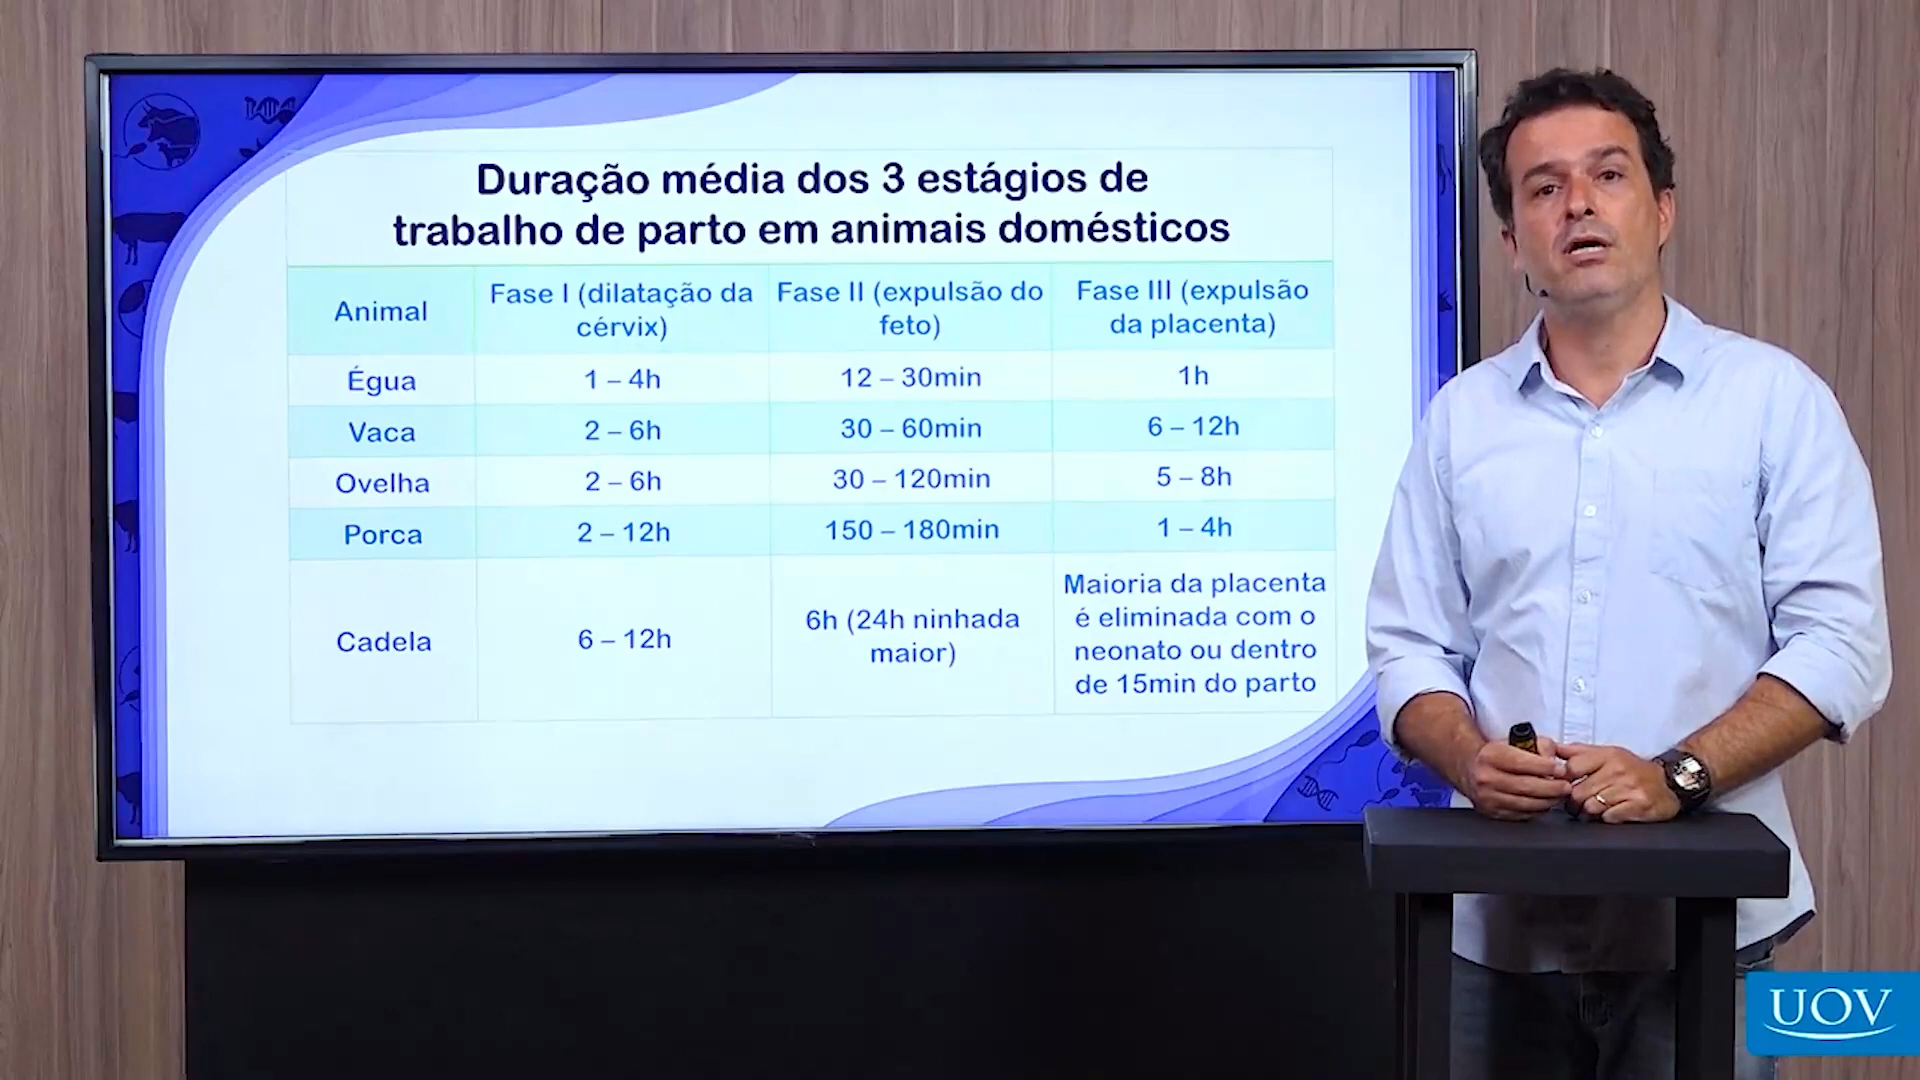 Duração média dos 3 estágios de
trabalho de parto em animais domésticos
Animal
Fase I (dilatação da
cérvix)
Fase II (expulsão do
feto)
Fase III (expulsão
da placenta)
Égua
1 – 4h
12 – 30min
1h
Vaca
2 – 6h
30 – 60min
6 – 12h
Ovelha
2 – 6h
30 – 120min
5 – 8h
Porca
2 – 12h
150 – 180min
1 – 4h
Cadela
6 – 12h
6h (24h ninhada
maior)
Maioria da placenta
é eliminada com o
neonato ou dentro
de 15min do parto
UOV